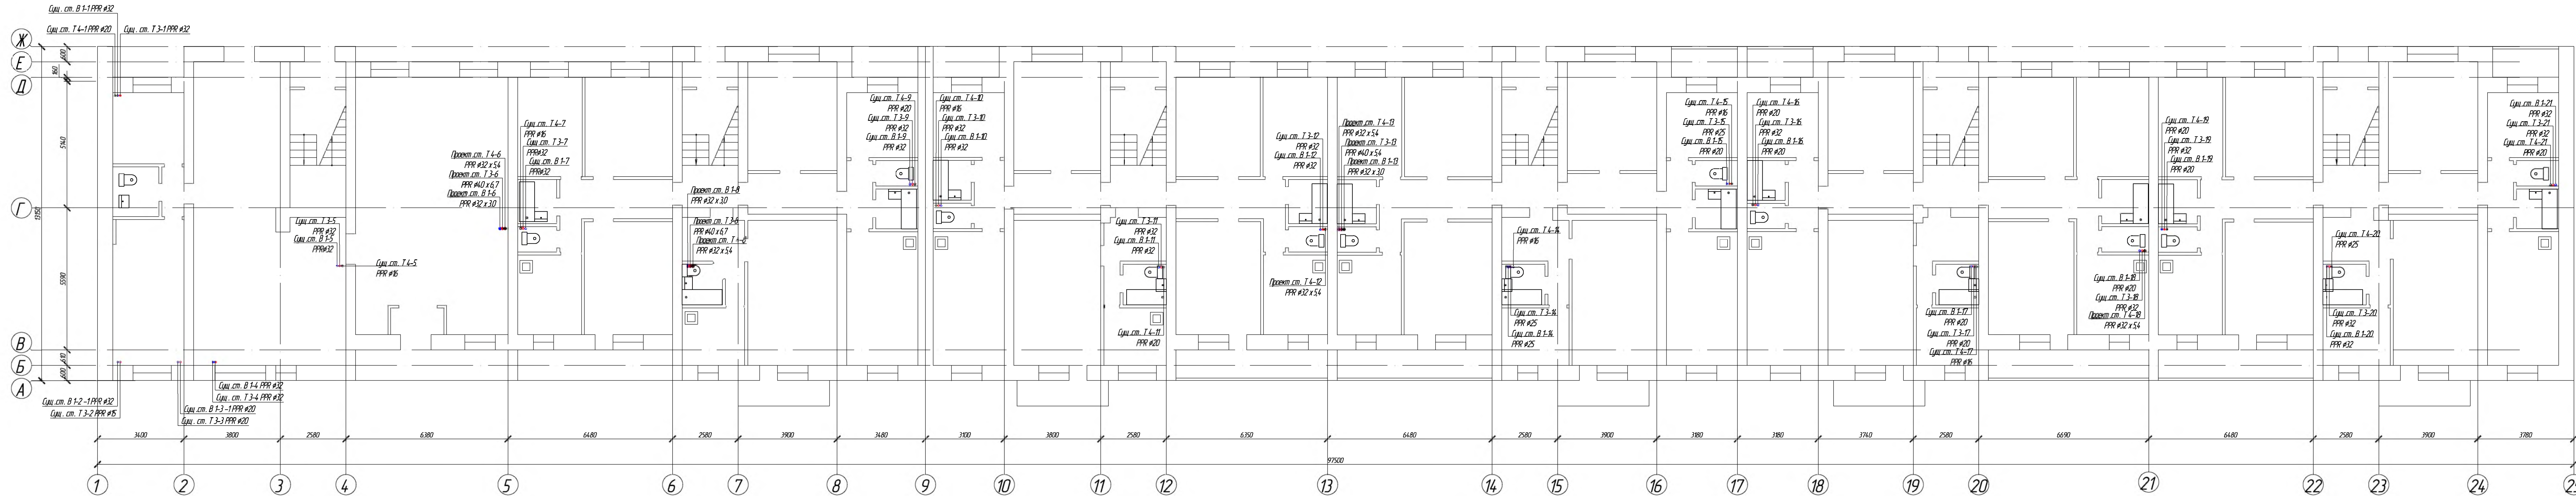 Сущ. ст. В 1-1 PPR ⌀32
Сущ. ст. Т 4-1 PPR ⌀20
Сущ. ст. Т 3-1 PPR ⌀32
Ж
Е
Д
Г
В
Б
А
600
160
5140
13150
5590
610
600
Сущ. ст. В 1-2 -1 PPR ⌀32
Сущ. ст. Т 3-2 PPR ⌀15
Сущ. ст. В 1-3 -1 PPR ⌀20
Сущ. ст. Т 3-3 PPR ⌀20
Сущ. ст. В 1-4 PPR ⌀32
Сущ. ст. Т 3-4 PPR ⌀32
Сущ. ст. Т 3-5
PPR ⌀32
Сущ. ст. В 1-5
PPR⌀32
Сущ. ст. Т 4-5
PPR ⌀16
Проект. ст. Т 4-6
PPR ⌀32 х 5,4
Проект. ст. Т 3-6
PPR ⌀40 х 6,7
Проект. ст. В 1-6
PPR ⌀32 х 3,0
Сущ. ст. Т 4-7
PPR ⌀16
Сущ. ст. Т 3-7
PPR⌀32
Сущ. ст. В 1-7
PPR⌀32
Проект. ст. В 1-8
PPR ⌀32 х 3,0
Проект. ст. Т 3-8
PPR ⌀40 х 6,7
Проект. ст. Т 4-8
PPR ⌀32 х 5,4
Сущ. ст. Т 4-9
PPR ⌀20
Сущ. ст. Т 3-9
PPR ⌀32
Сущ. ст. В 1-9
PPR ⌀32
Сущ. ст. Т 4-10
PPR ⌀16
Сущ. ст. Т 3-10
PPR ⌀32
Сущ. ст. В 1-10
PPR ⌀32
Сущ. ст. Т 3-11
PPR ⌀32
Сущ. ст. В 1-11
PPR ⌀32
Сущ. ст. Т 4-11
PPR ⌀20
Сущ. ст. Т 3-12
PPR ⌀32
Сущ. ст. В 1-12
PPR ⌀32
Проект. ст. Т 4-12
PPR ⌀32 х 5,4
Проект. ст. Т 4-13
PPR ⌀32 х 5,4
Проект. ст. Т 3-13
PPR ⌀40 х 5,4
Проект. ст. В 1-13
PPR ⌀32 х 3,0
Сущ. ст. Т 4-14
PPR ⌀16
Сущ. ст. Т 3-14
PPR ⌀25
Сущ. ст. В 1-14
PPR ⌀25
Сущ. ст. Т 4-15
PPR ⌀16
Сущ. ст. Т 3-15
PPR ⌀25
Сущ. ст. В 1-15
PPR ⌀20
Сущ. ст. Т 4-16
PPR ⌀20
Сущ. ст. Т 3-16
PPR ⌀32
Сущ. ст. В 1-16
PPR ⌀20
Сущ. ст. В 1-17
PPR ⌀20
Сущ. ст. Т 3-17
PPR ⌀20
Сущ. ст. Т 4-17
PPR ⌀16
Сущ. ст. В 1-18
PPR ⌀20
Сущ. ст. Т 3-18
PPR ⌀32
Проект. ст. Т 4-18
PPR ⌀32 х 5,4
Сущ. ст. Т 4-19
PPR ⌀20
Сущ. ст. Т 3-19
PPR ⌀32
Сущ. ст. В 1-19
PPR ⌀20
Сущ. ст. Т 4-20
PPR ⌀25
Сущ. ст. Т 3-20
PPR ⌀32
Сущ. ст. В 1-20
PPR ⌀32
Сущ. ст. В 1-21
PPR ⌀32
Сущ. ст. Т 3-21
PPR ⌀32
Сущ. ст. Т 4-21
PPR ⌀20
3400 3800 2580 6380 6480 2580 3900 3480 3100 3800 2580 6350 6480 2580 3900 3180 3180 3740 2580 6690 6480 2580 3900 3780
97500
1 2 3 4 5 6 7 8 9 10 11 12 13 14 15 16 17 18 19 20 21 22 23 24